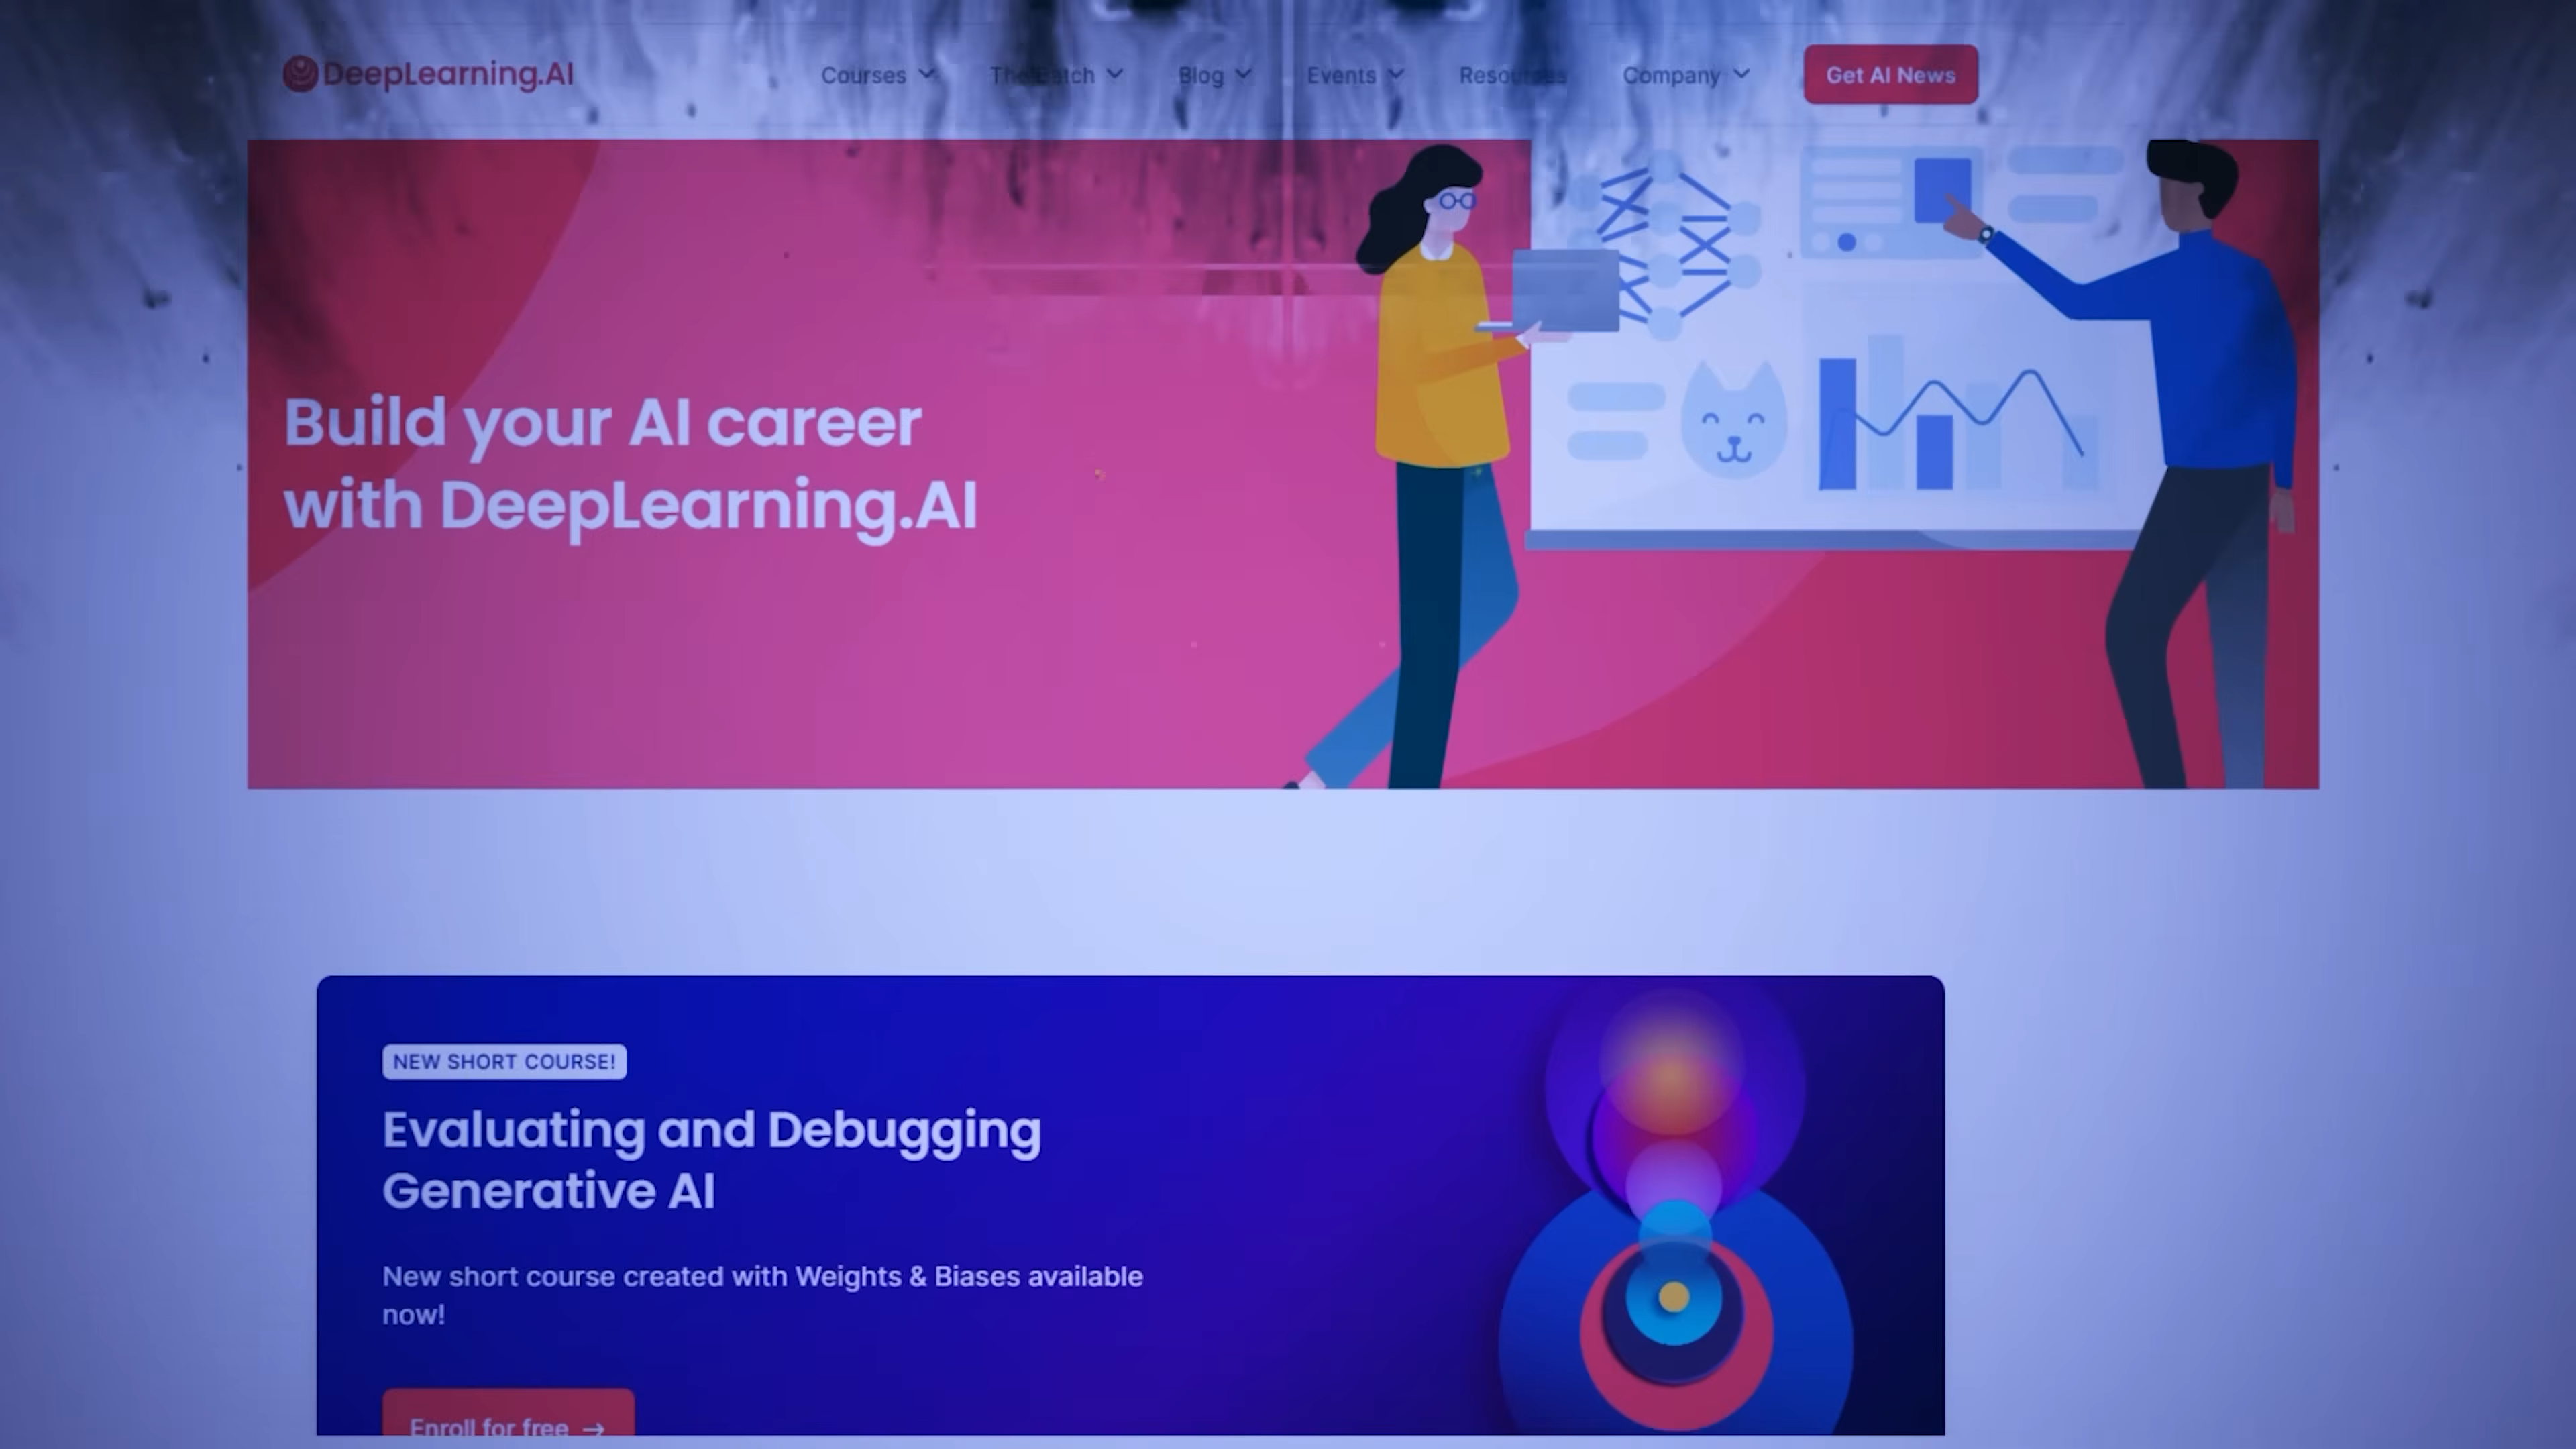 DeepLearning.AI
Courses
The Batch
Blog
Events
Resources
Company
Get AI News
Build your AI career
with DeepLearning.AI
NEW SHORT COURSE!
Evaluating and Debugging
Generative AI
New short course created with Weights & Biases available
now!
Enroll for free →